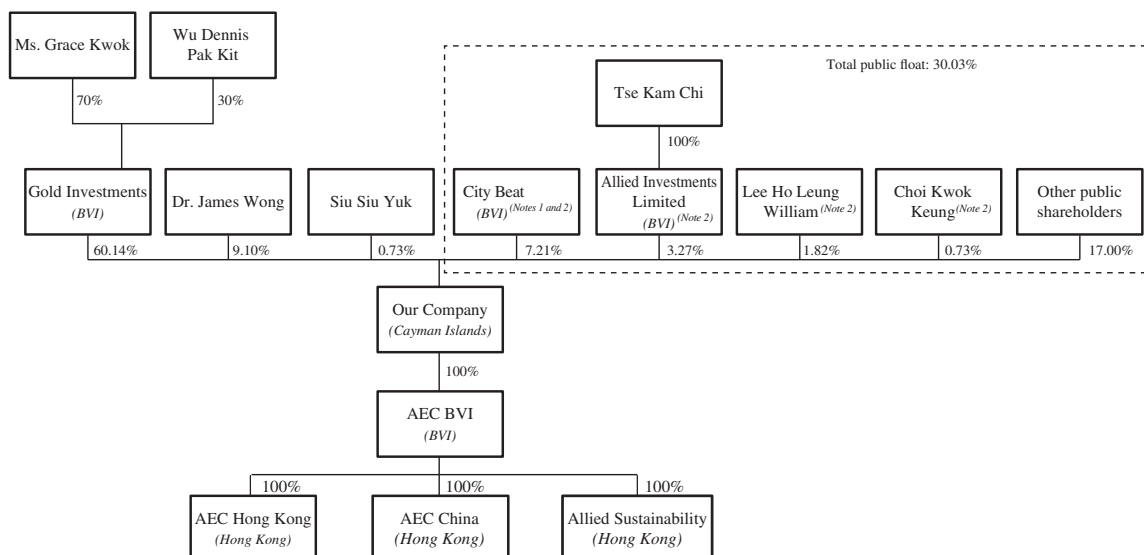 Ms. Grace Kwok
Wu Dennis
Pak Kit
Total public float: 30.03%
Tse Kam Chi
70%
30%
100%
Gold Investments
(BVI)
Dr. James Wong
Siu Siu Yuk
City Beat
(BVI) (Notes 1 and 2)
Allied Investments
Limited
(BVI) (Note 2)
Lee Ho Leung
William (Note 2)
Choi Kwok
Keung (Note 2)
Other public
shareholders
60.14%
9.10%
0.73%
7.21%
3.27%
1.82%
0.73%
17.00%
Our Company
(Cayman Islands)
100%
AEC BVI
(BVI)
100%
100%
100%
AEC Hong Kong
(Hong Kong)
AEC China
(Hong Kong)
Allied Sustainability
(Hong Kong)